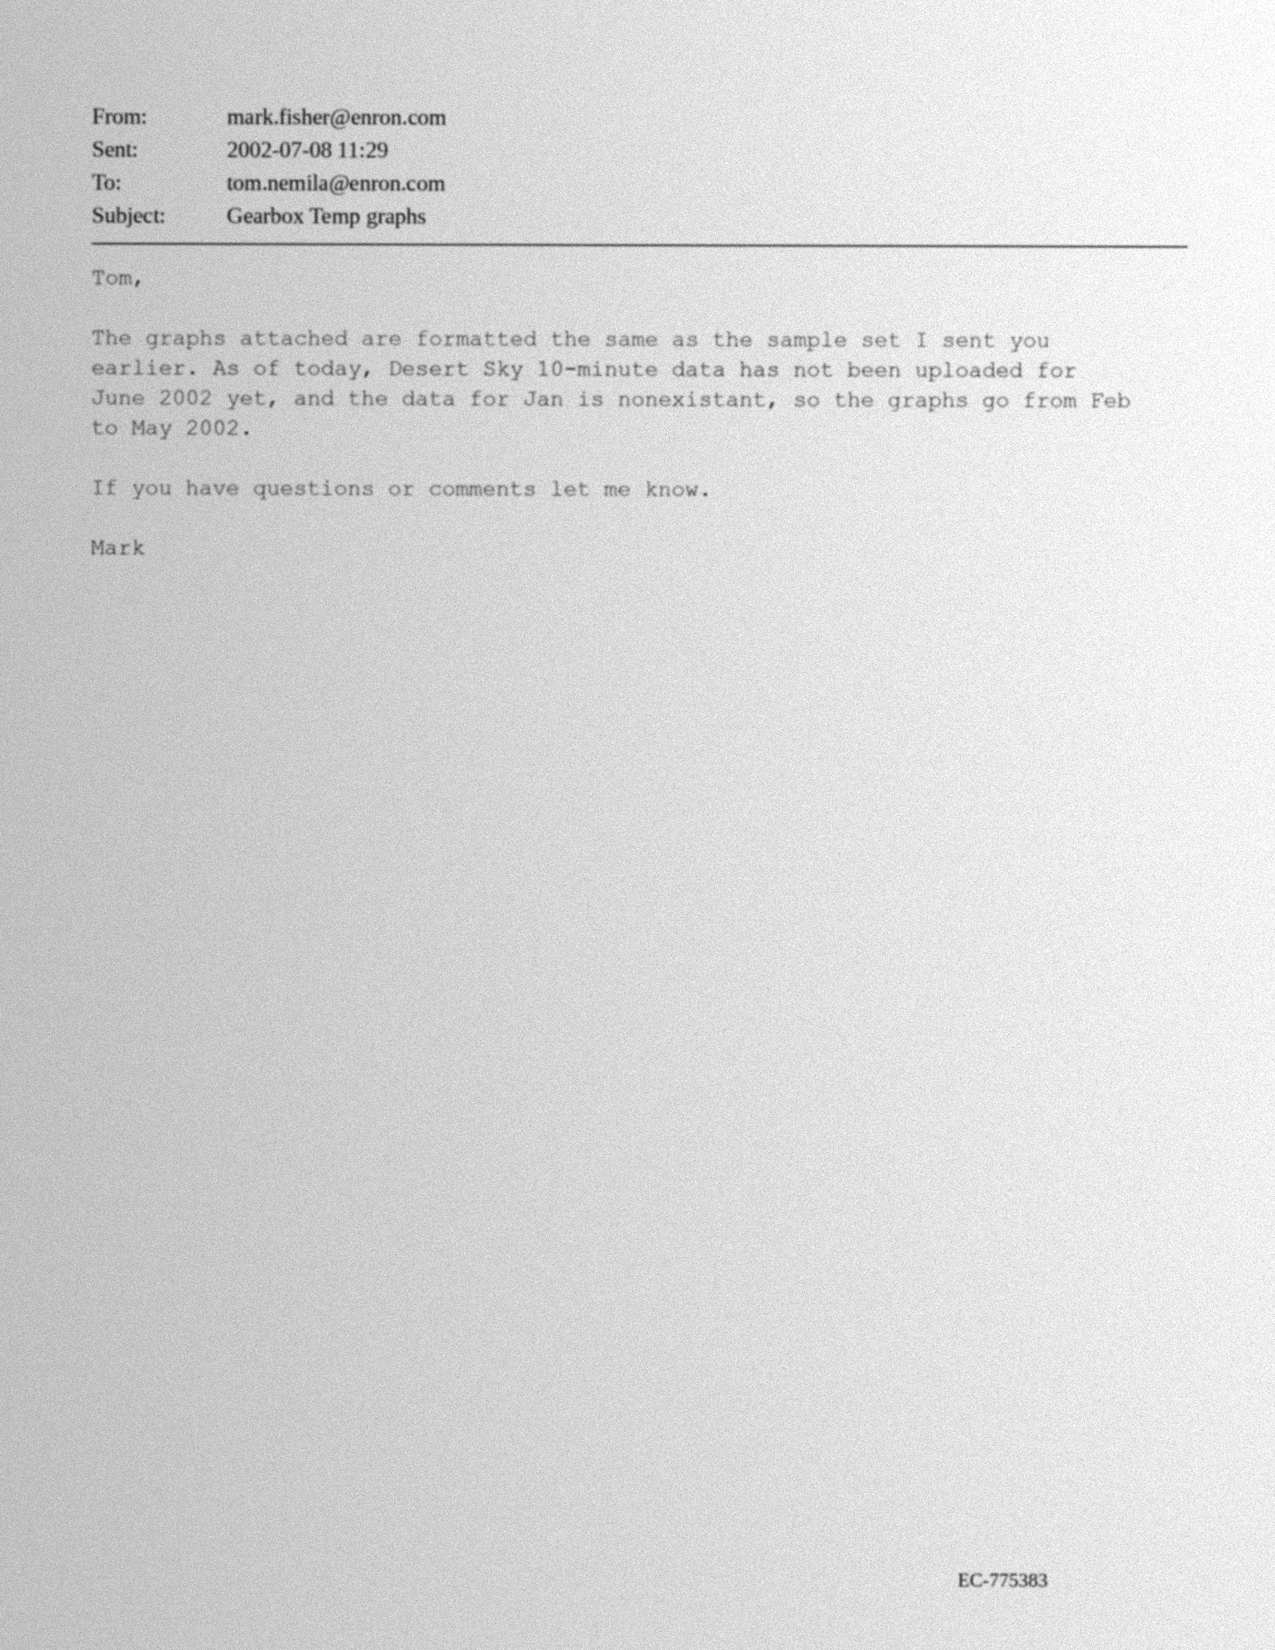 From: mark.fisher@enron.com
Sent: 2002-07-08 11:29
To: tom.nemila@enron.com
Subject: Gearbox Temp graphs
Tom,
The graphs attached are formatted the same as the sample set I sent you
earlier. As of today, Desert Sky 10-minute data has not been uploaded for
June 2002 yet, and the data for Jan is nonexistant, so the graphs go from Feb
to May 2002.
If you have questions or comments let me know.
Mark
EC-775383